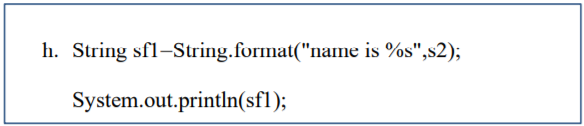 h. String sf1–String.format("name is %s",s2);
System.out.println(sf1);